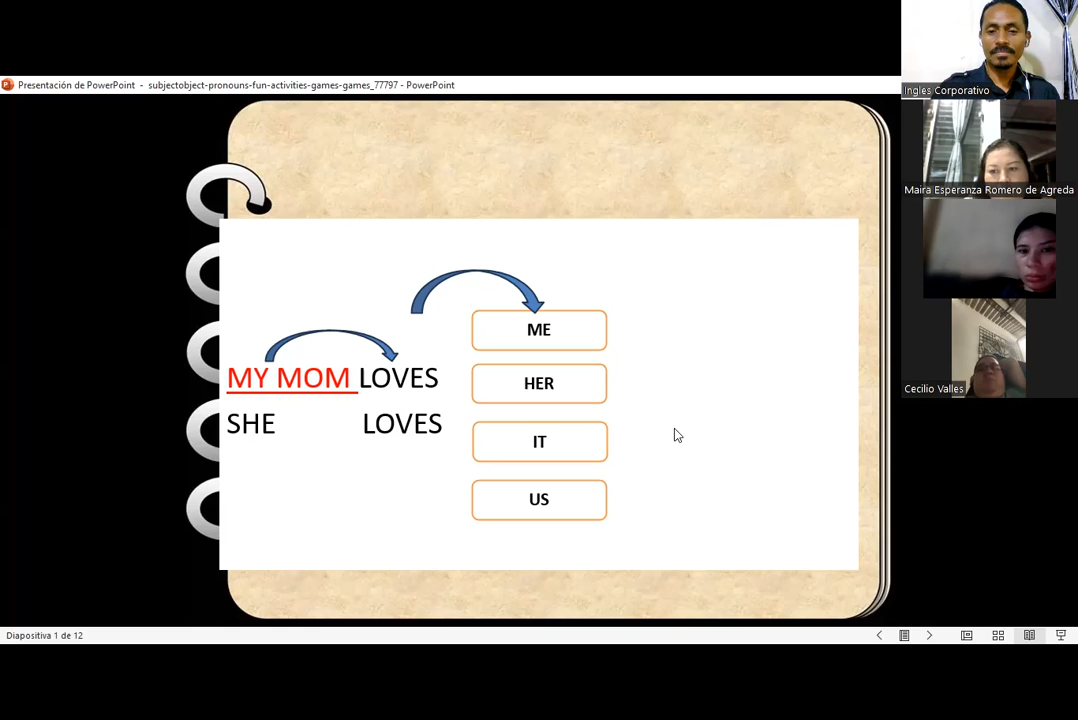 Presentación de PowerPoint - subjectobject-pronouns-fun-activities-games-games_77797 - PowerPoint
Ingles Corporativo
Maira Esperanza Romero de Agreda
Cecilio Valles
ME
MY MOM LOVES
HER
SHE LOVES
IT
US
Diapositiva 1 de 12